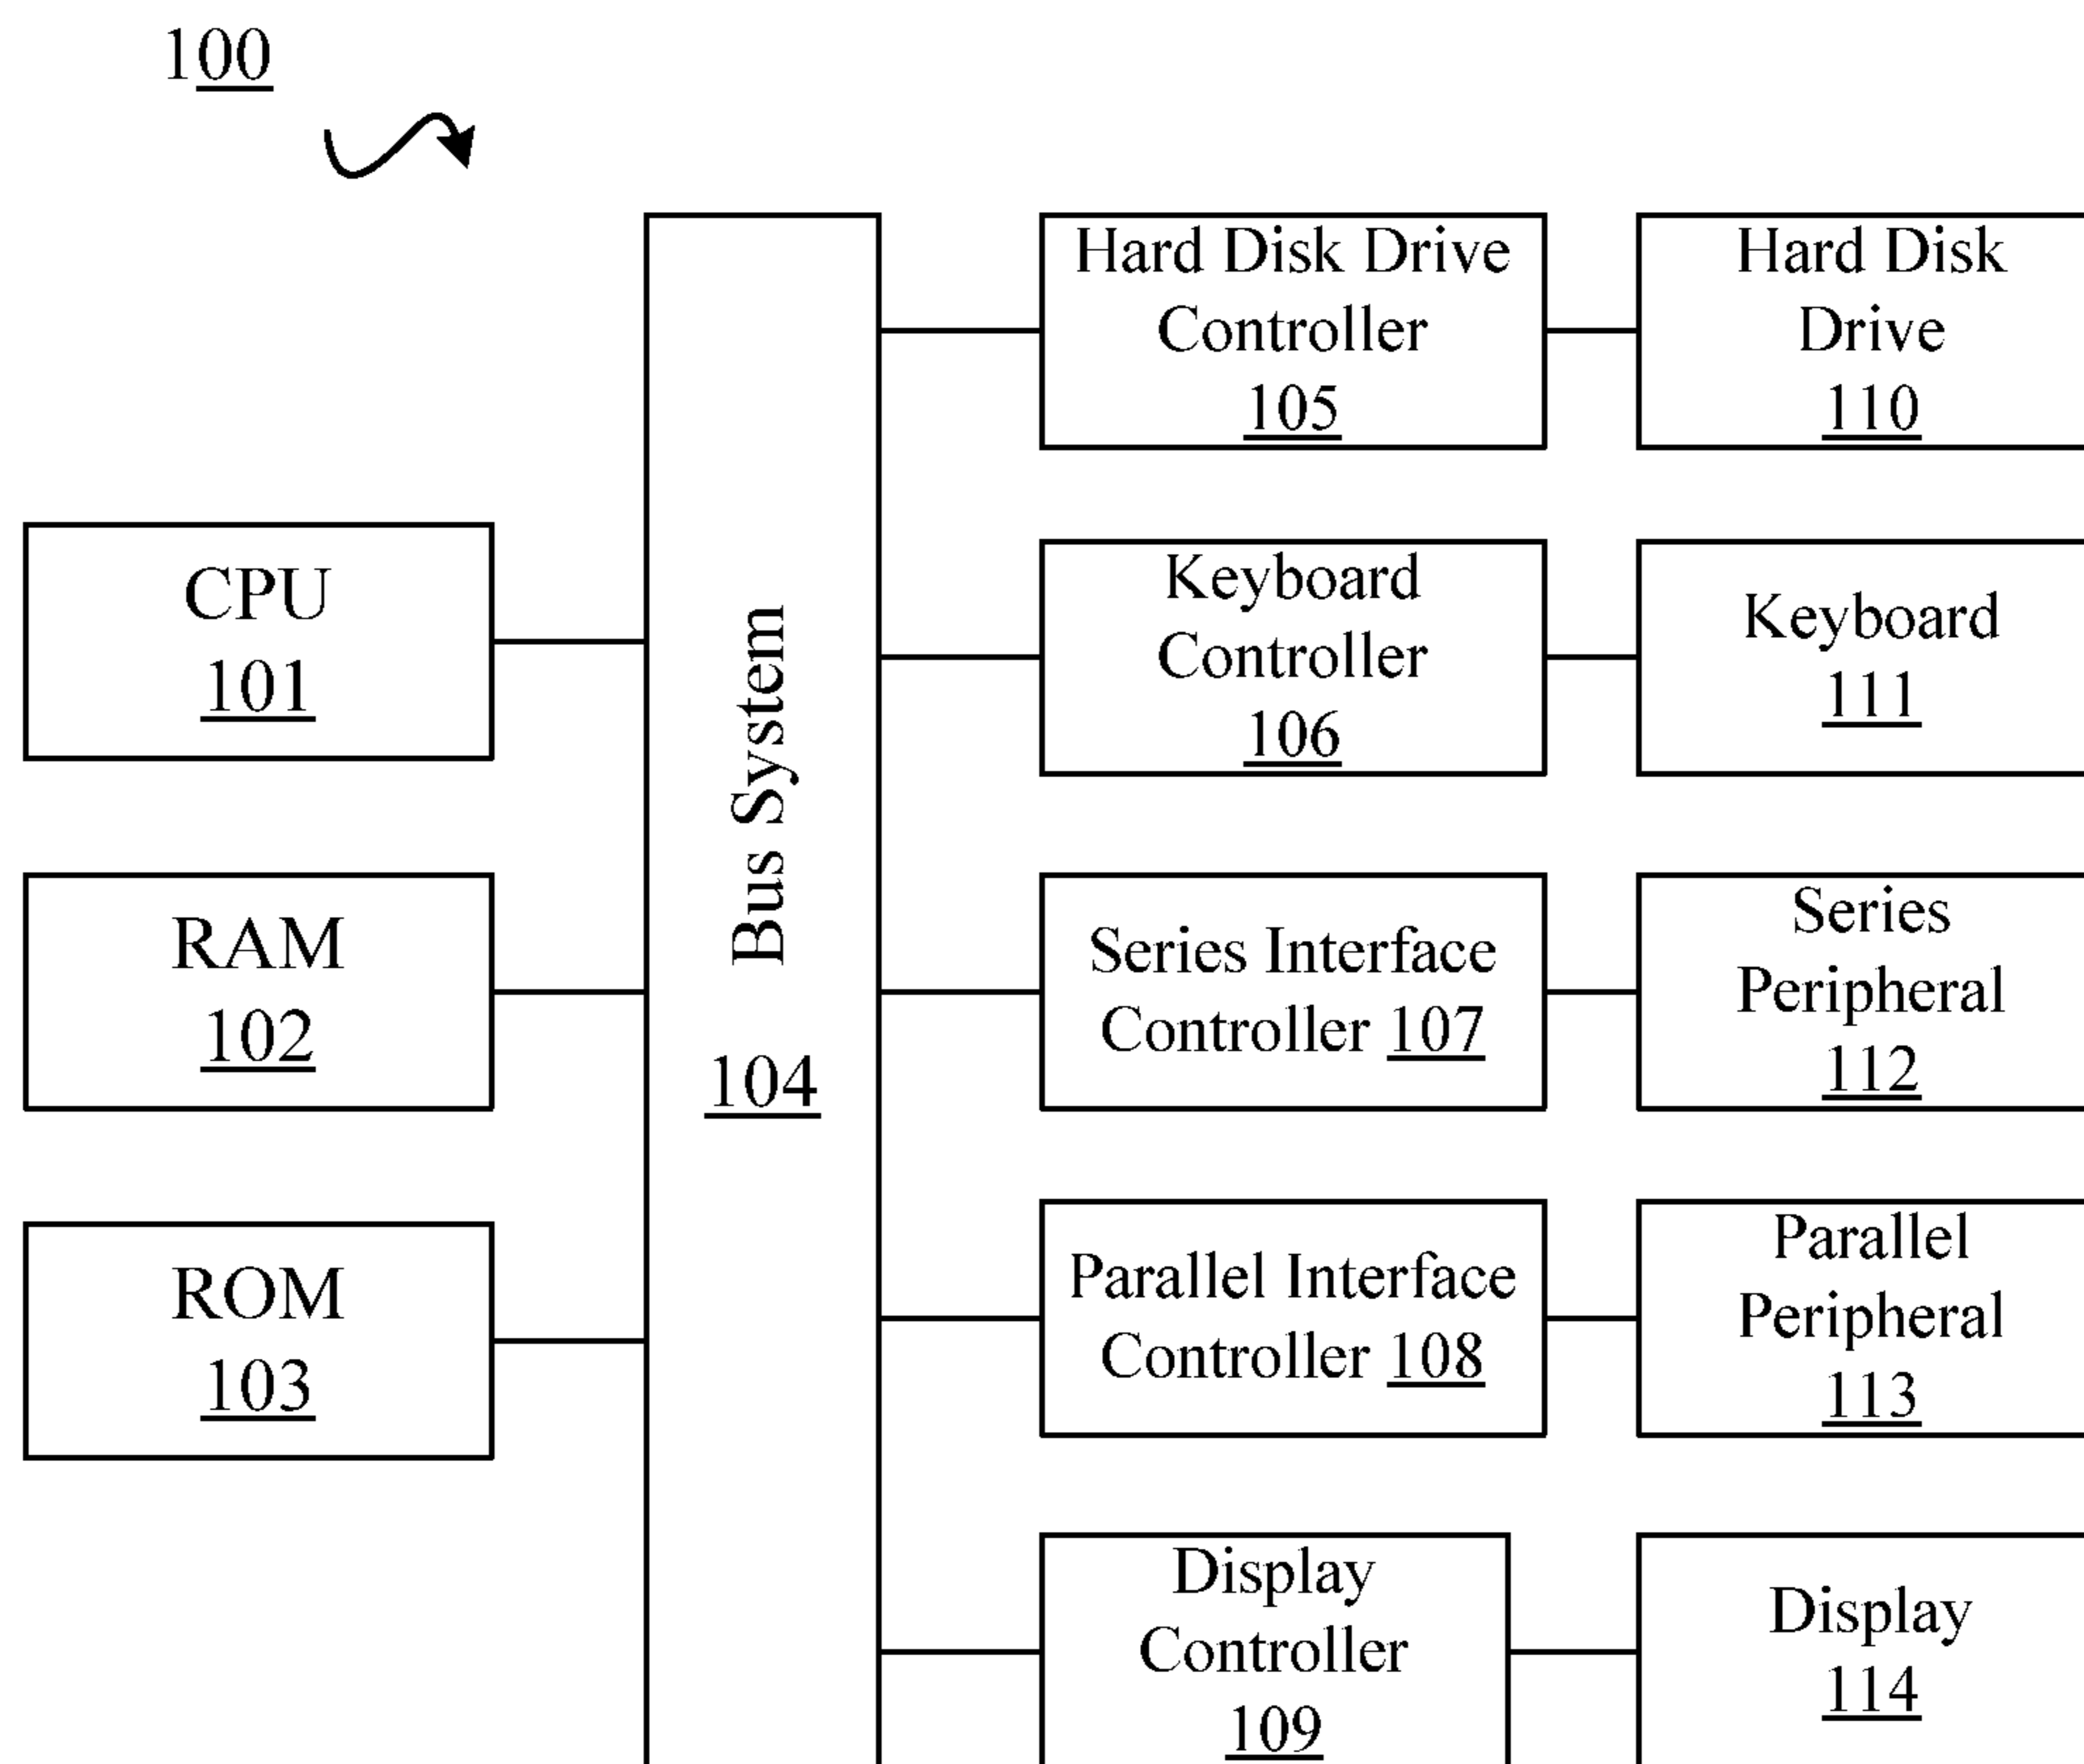 100
CPU
101
RAM
102
ROM
103
Bus System
104
Hard Disk Drive
Controller
105
Hard Disk
Drive
110
Keyboard
Controller
106
Keyboard
111
Series Interface
Controller 107
Series
Peripheral
112
Parallel Interface
Controller 108
Parallel
Peripheral
113
Display
Controller
109
Display
114